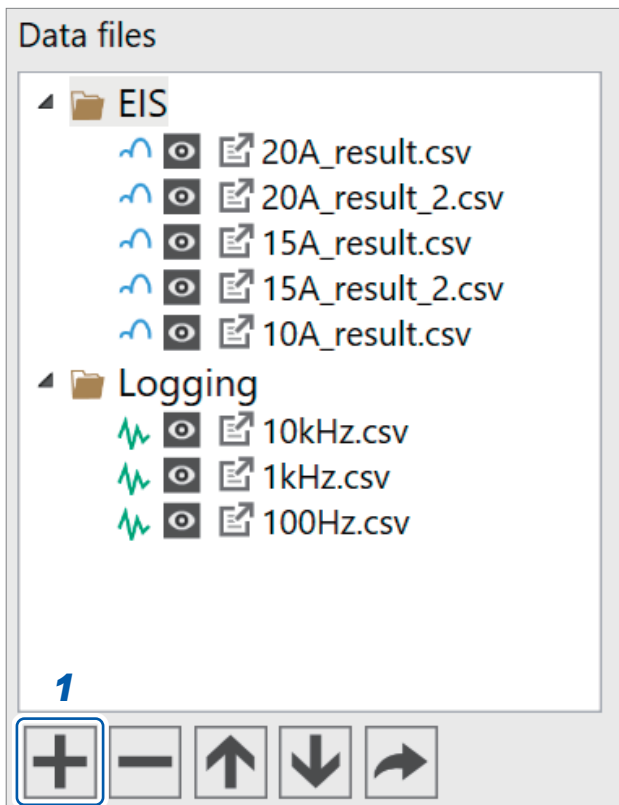 Data files
EIS
20A_result.csv
20A_result_2.csv
15A_result.csv
15A_result_2.csv
10A_result.csv
Logging
10kHz.csv
1kHz.csv
100Hz.csv
1